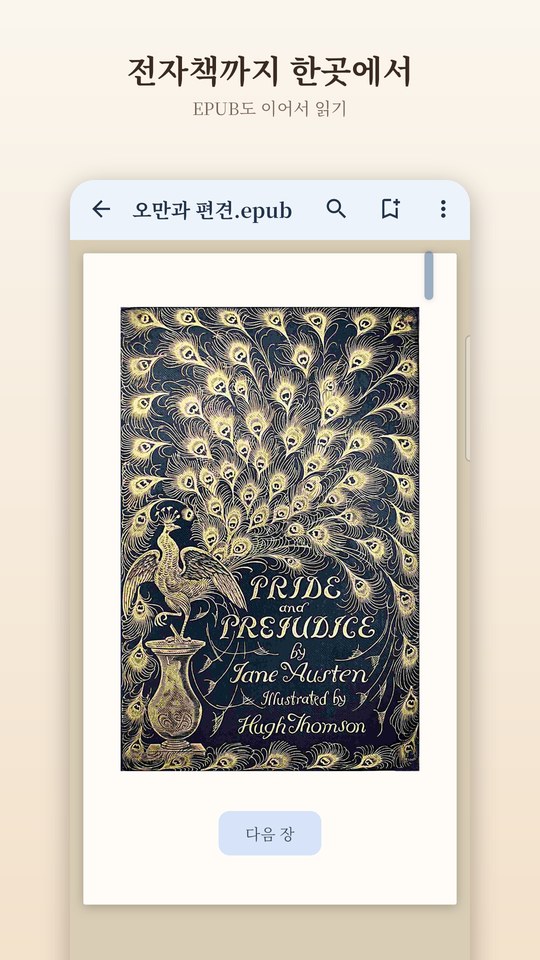 전자책까지 한곳에서
EPUB도 이어서 읽기
오만과 편견.epub
PRIDE
and
PREJUDICE
by
Jane Austen
Illustrated by
Hugh Thomson
다음 장